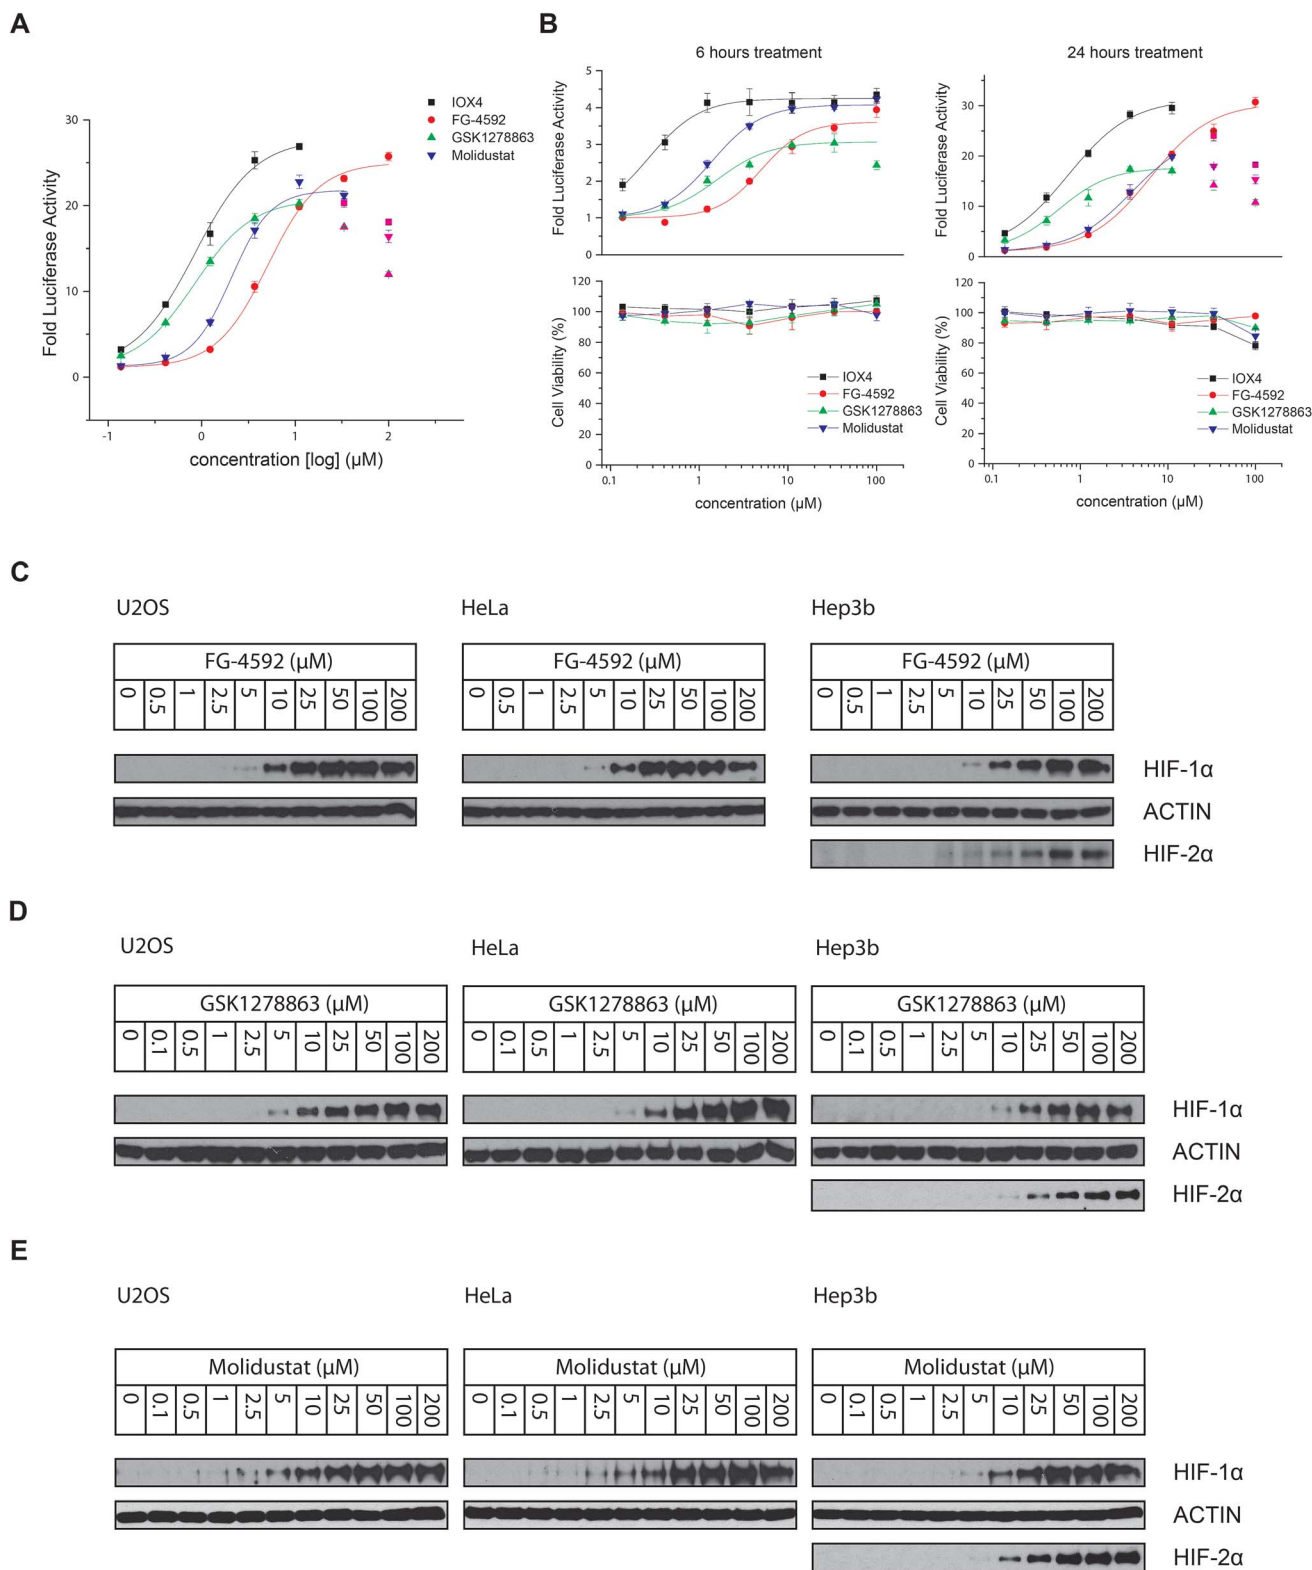 A
30
20
10
0
Fold Luciferase Activity
-1
0
1
2
concentration [log] (µM)
IOX4
FG-4592
GSK1278863
Molidustat
B
6 hours treatment
5
4
3
2
1
0
Fold Luciferase Activity
120
100
80
60
40
20
0
Cell Viability (%)
IOX4
FG-4592
GSK1278863
Molidustat
0.1
1
10
100
concentration (µM)
24 hours treatment
30
20
10
0
Fold Luciferase Activity
120
100
80
60
40
20
0
Cell Viability (%)
IOX4
FG-4592
GSK1278863
Molidustat
0.1
1
10
100
concentration (µM)
C
U2OS
HeLa
Hep3b
FG-4592 (µM)
FG-4592 (µM)
FG-4592 (µM)
0 0.5 1 2.5 5 10 25 50 100 200
0 0.5 1 2.5 5 10 25 50 100 200
0 0.5 1 2.5 5 10 25 50 100 200
HIF-1α
ACTIN
HIF-2α
D
U2OS
HeLa
Hep3b
GSK1278863 (µM)
GSK1278863 (µM)
GSK1278863 (µM)
0 0.1 0.5 1 2.5 5 10 25 50 100 200
0 0.1 0.5 1 2.5 5 10 25 50 100 200
0 0.1 0.5 1 2.5 5 10 25 50 100 200
HIF-1α
ACTIN
HIF-2α
E
U2OS
HeLa
Hep3b
Molidustat (µM)
Molidustat (µM)
Molidustat (µM)
0 0.1 0.5 1 2.5 5 10 25 50 100 200
0 0.1 0.5 1 2.5 5 10 25 50 100 200
0 0.1 0.5 1 2.5 5 10 25 50 100 200
HIF-1α
ACTIN
HIF-2α